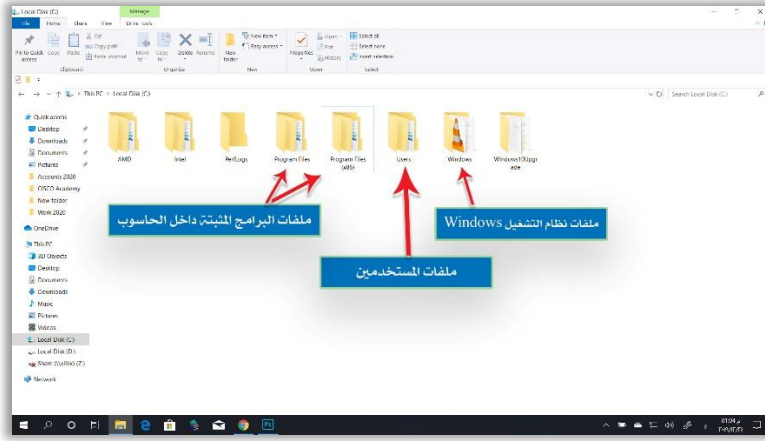 Local Disk (C:)
Manage
File Home Share View Drive Tools
Pin to Quick access
Copy
Paste
Cut
Copy path
Paste shortcut
Move to
Copy to
Delete
Rename
New folder
New item
Easy access
Properties
Open
Edit
History
Select all
Select none
Invert selection
Clipboard
Organize
New
Open
Select
This PC > Local Disk (C:)
Search Local Disk (C:)
Quick access
Desktop
Downloads
Documents
Pictures
Accounts 2020
CISCO Academy
New folder
Work 2020
OneDrive
This PC
3D Objects
Desktop
Documents
Downloads
Music
Pictures
Videos
Local Disk (C:)
Local Disk (D:)
(Z:)
Network
AMD
Intel
PerfLogs
Program Files
Program Files
(x86)
Users
Windows
Windows10Upgr
ade
ملفات البرامج المثبتة داخل الحاسوب
ملفات نظام التشغيل Windows
ملفات المستخدمين
Ps
01:04 م